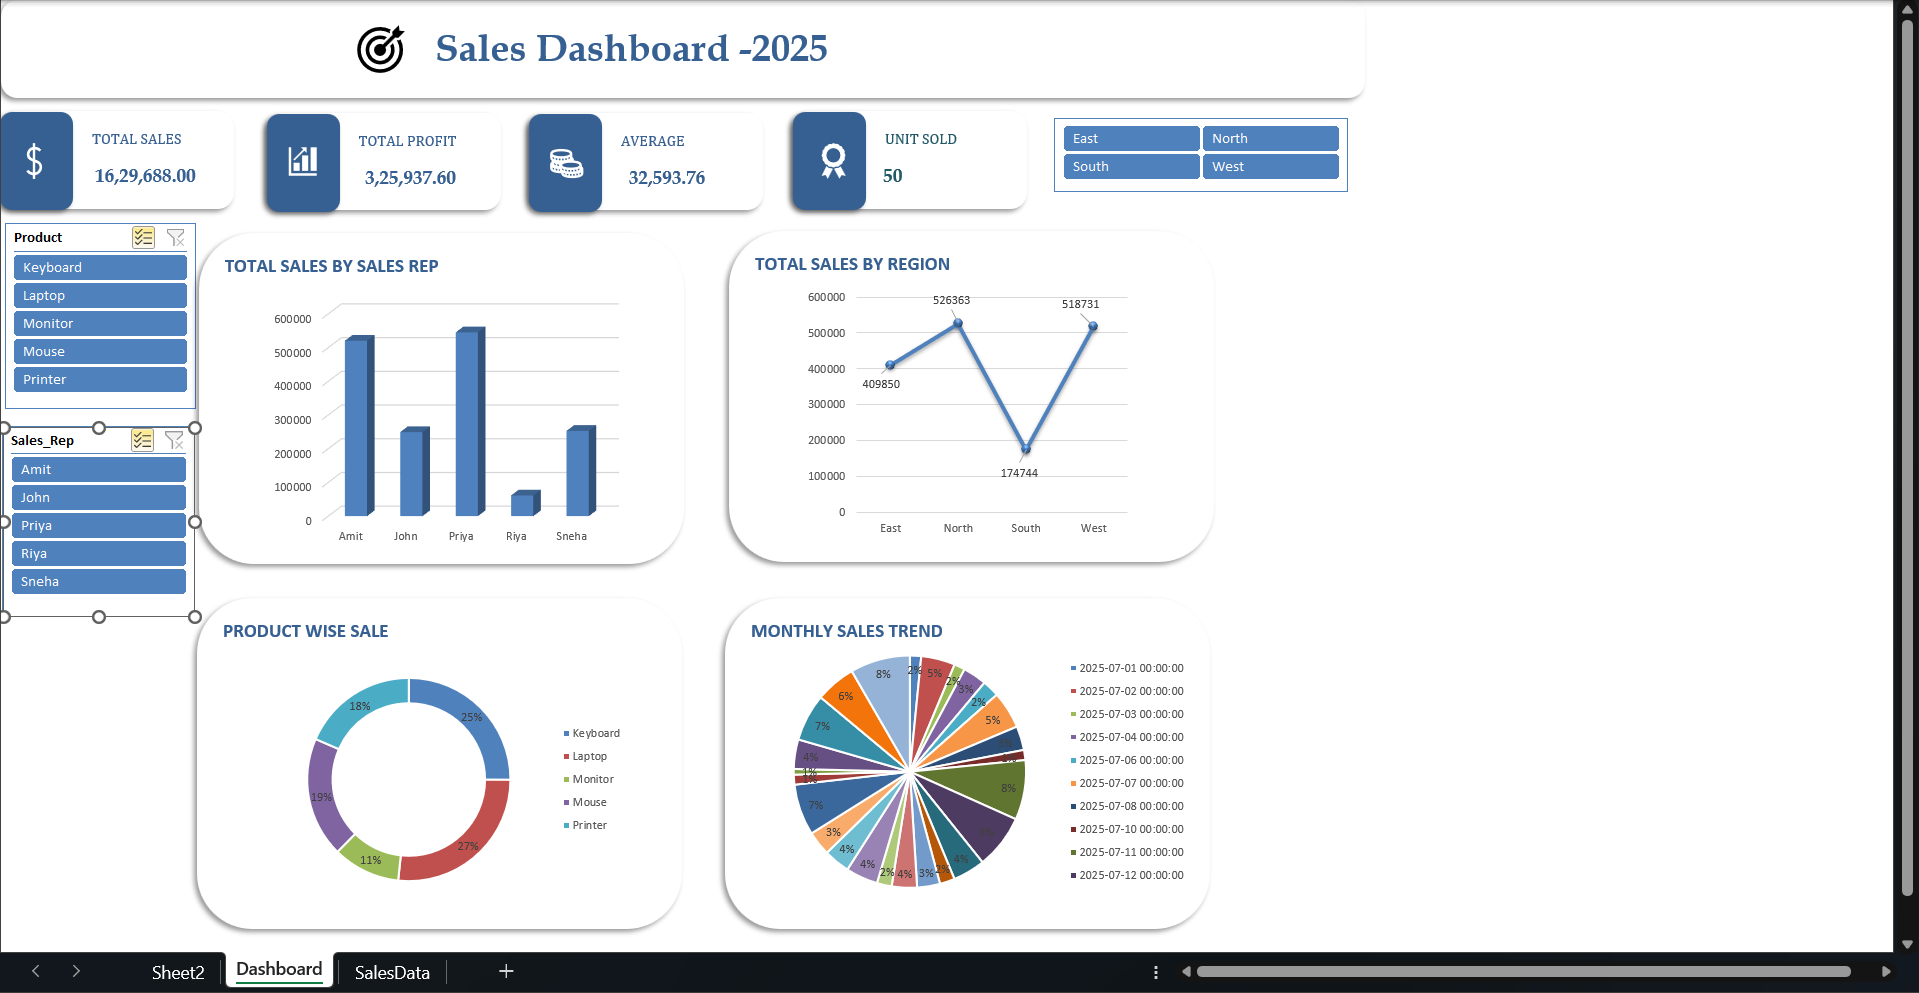 Sales Dashboard -2025
TOTAL SALES
16,29,688.00
TOTAL PROFIT
3,25,937.60
AVERAGE
32,593.76
UNIT SOLD
50
East
North
South
West
Product
Keyboard
Laptop
Monitor
Mouse
Printer
Sales_Rep
Amit
John
Priya
Riya
Sneha
TOTAL SALES BY SALES REP
600000
500000
400000
300000
200000
100000
0
Amit
John
Priya
Riya
Sneha
TOTAL SALES BY REGION
600000
500000
400000
300000
200000
100000
0
409850
526363
174744
518731
East
North
South
West
PRODUCT WISE SALE
25%
27%
11%
19%
18%
Keyboard
Laptop
Monitor
Mouse
Printer
MONTHLY SALES TREND
2%
5%
2%
3%
2%
5%
8%
4%
2%
3%
4%
2%
4%
4%
3%
7%
1%
1%
4%
7%
6%
8%
2025-07-01 00:00:00
2025-07-02 00:00:00
2025-07-03 00:00:00
2025-07-04 00:00:00
2025-07-06 00:00:00
2025-07-07 00:00:00
2025-07-08 00:00:00
2025-07-10 00:00:00
2025-07-11 00:00:00
2025-07-12 00:00:00
Sheet2
Dashboard
SalesData